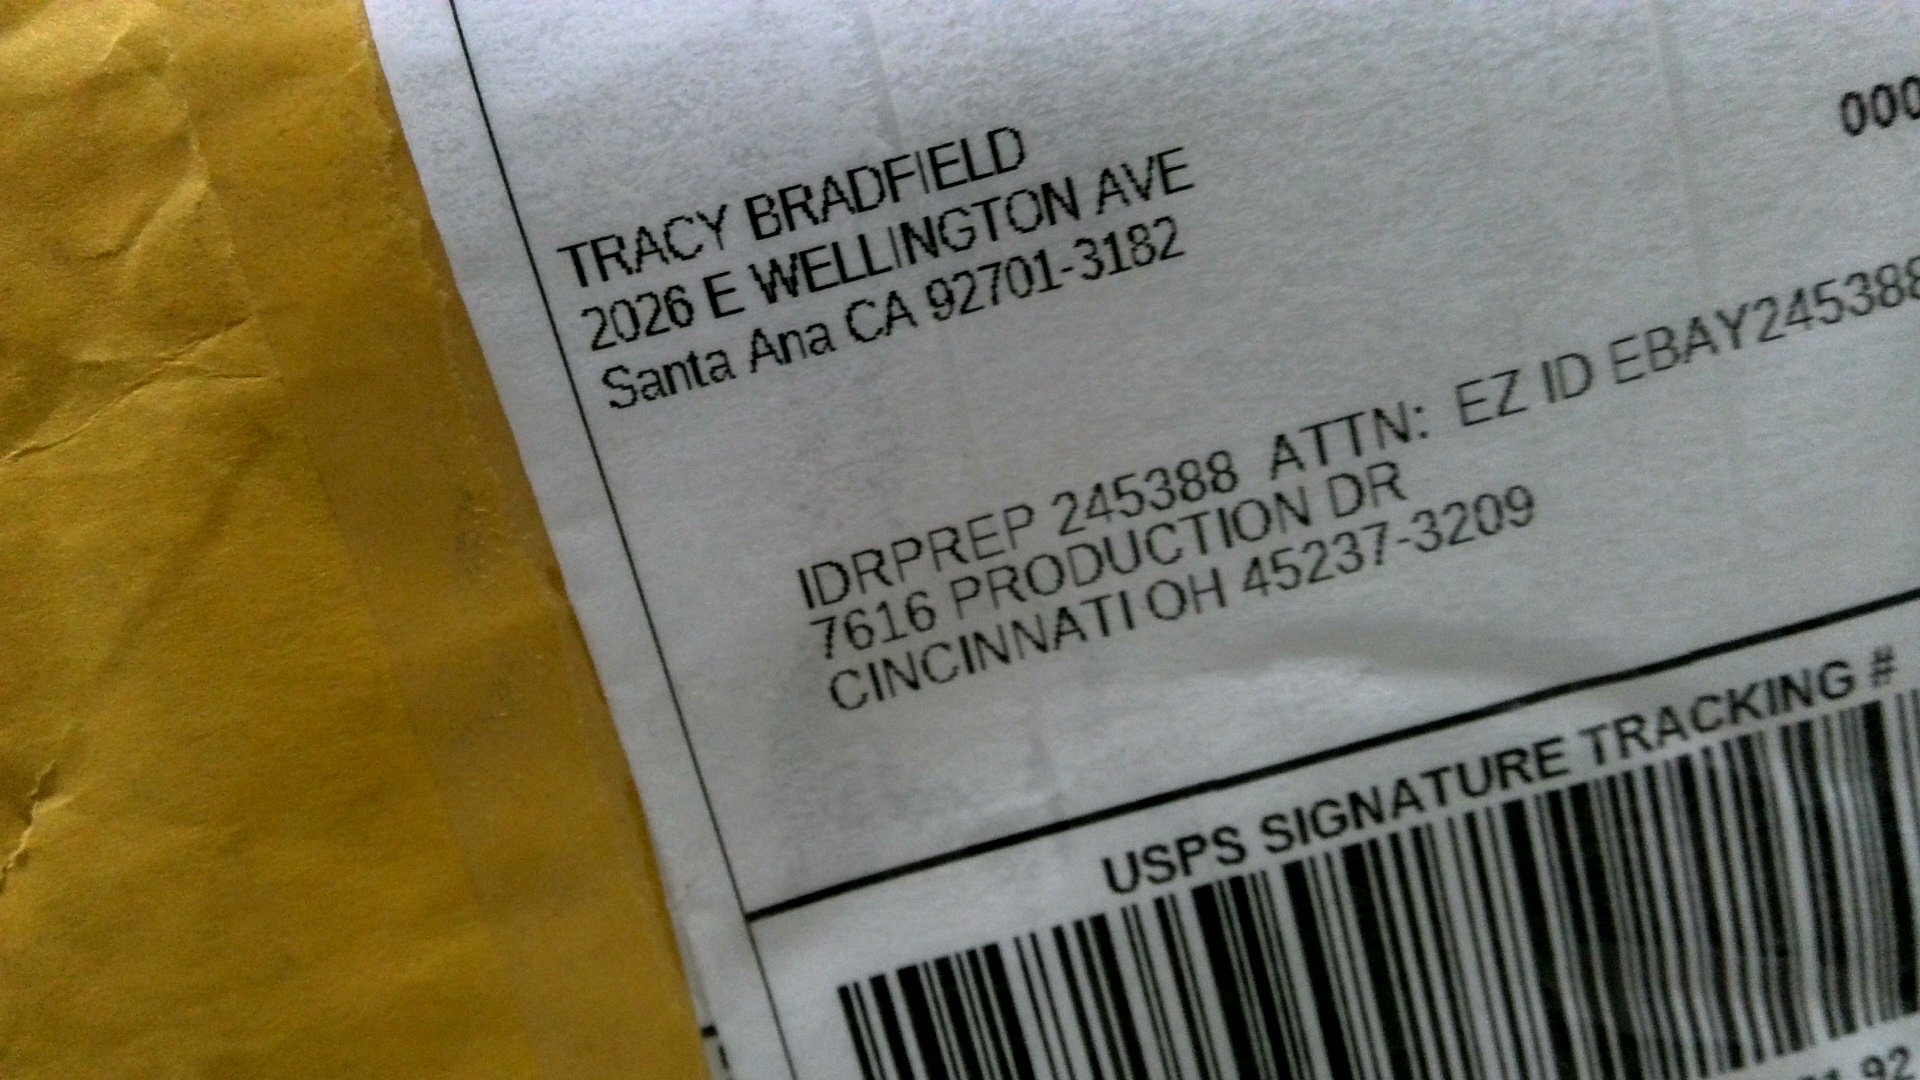 000
TRACY BRADFIELD
2026 E WELLINGTON AVE
Santa Ana CA 92701-3182
IDRPREP 245388 ATTN: EZ ID EBAY245388
7616 PRODUCTION DR
CINCINNATI OH 45237-3209
USPS SIGNATURE TRACKING #
92